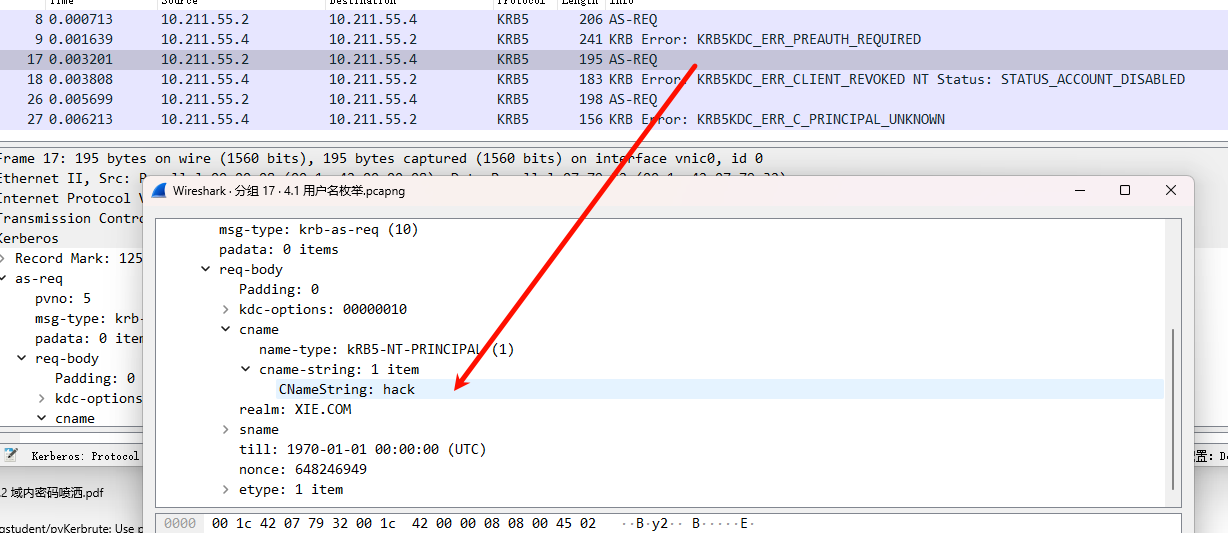 Time Source Destination Protocol Length Info
8 0.000713 10.211.55.2 10.211.55.4 KRB5 206 AS-REQ
9 0.001639 10.211.55.4 10.211.55.2 KRB5 241 KRB Error: KRB5KDC_ERR_PREAUTH_REQUIRED
17 0.003201 10.211.55.2 10.211.55.4 KRB5 195 AS-REQ
18 0.003808 10.211.55.4 10.211.55.2 KRB5 183 KRB Error: KRB5KDC_ERR_CLIENT_REVOKED NT Status: STATUS_ACCOUNT_DISABLED
26 0.005699 10.211.55.2 10.211.55.4 KRB5 198 AS-REQ
27 0.006213 10.211.55.4 10.211.55.2 KRB5 156 KRB Error: KRB5KDC_ERR_C_PRINCIPAL_UNKNOWN
Frame 17: 195 bytes on wire (1560 bits), 195 bytes captured (1560 bits) on interface vnic0, id 0
Ethernet II, Src:
Internet Protocol V
Transmission Contro
Kerberos
Record Mark: 125
as-req
pvno: 5
msg-type: krb-
padata: 0 item
req-body
Padding: 0
kdc-options
cname
Kerberos: Protocol
2 域内密码喷洒.pdf
qstudent/pyKerbrute: Use p
Wireshark · 分组 17 · 4.1 用户名枚举.pcapng
msg-type: krb-as-req (10)
padata: 0 items
req-body
Padding: 0
kdc-options: 00000010
cname
name-type: kRB5-NT-PRINCIPAL (1)
cname-string: 1 item
CNameString: hack
realm: XIE.COM
sname
till: 1970-01-01 00:00:00 (UTC)
nonce: 648246949
etype: 1 item
0000 00 1c 42 07 79 32 00 1c 42 00 00 08 08 00 45 02 ··B·y2·· B·····E·
置: De